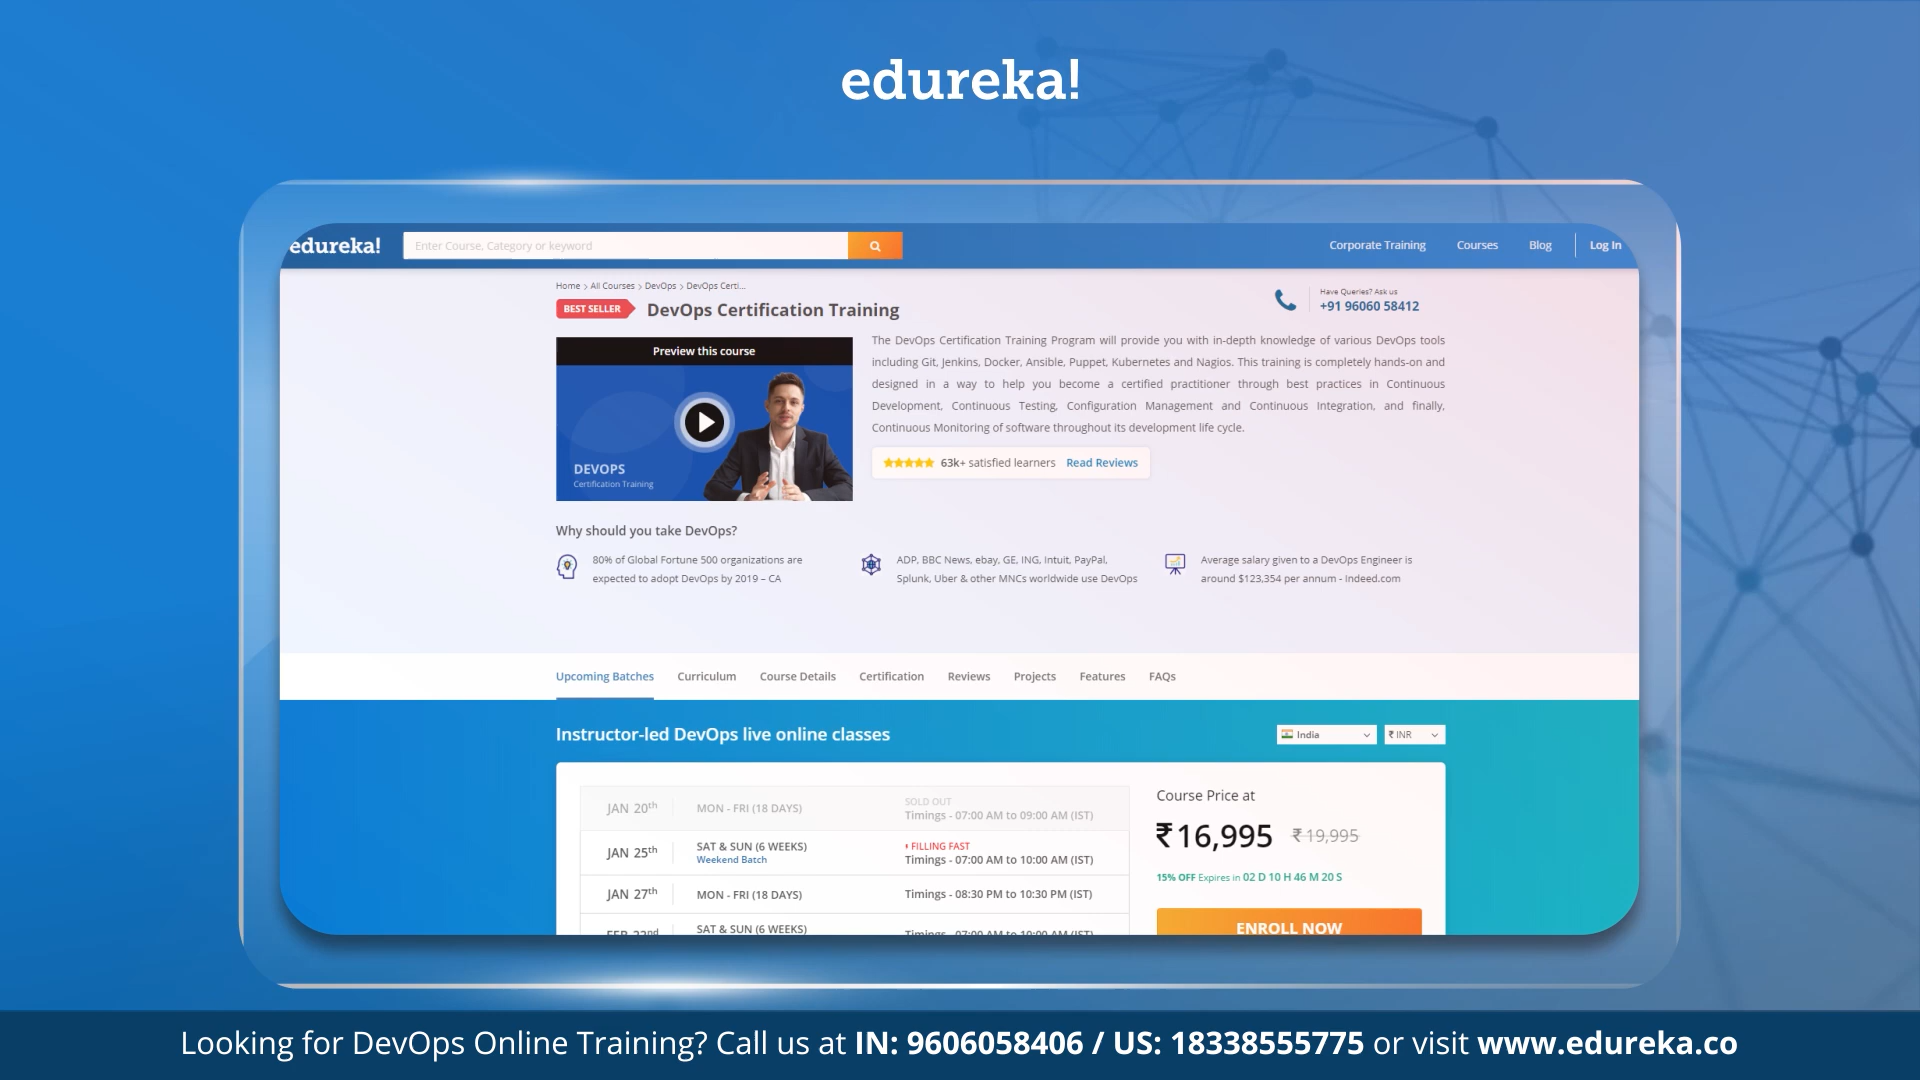 edureka!
edureka!
Enter Course, Category or keyword
Corporate Training
Courses
Blog
Log In
Home > All Courses > DevOps > DevOps Certi...
BEST SELLER
DevOps Certification Training
Have Queries? Ask us
+91 96060 58412
Preview this course
DEVOPS
Certification Training
The DevOps Certification Training Program will provide you with in-depth knowledge of various DevOps tools
including Git, Jenkins, Docker, Ansible, Puppet, Kubernetes and Nagios. This training is completely hands-on and
designed in a way to help you become a certified practitioner through best practices in Continuous
Development, Continuous Testing, Configuration Management and Continuous Integration, and finally,
Continuous Monitoring of software throughout its development life cycle.
63k+ satisfied learners Read Reviews
Why should you take DevOps?
80% of Global Fortune 500 organizations are
expected to adopt DevOps by 2019 – CA
ADP, BBC News, ebay, GE, ING, Intuit, PayPal,
Splunk, Uber & other MNCs worldwide use DevOps
Average salary given to a DevOps Engineer is
around $123,354 per annum - Indeed.com
Upcoming Batches
Curriculum
Course Details
Certification
Reviews
Projects
Features
FAQs
Instructor-led DevOps live online classes
India
₹ INR
JAN 20th
MON - FRI (18 DAYS)
SOLD OUT
Timings - 07:00 AM to 09:00 AM (IST)
JAN 25th
SAT & SUN (6 WEEKS)
Weekend Batch
FILLING FAST
Timings - 07:00 AM to 10:00 AM (IST)
JAN 27th
MON - FRI (18 DAYS)
Timings - 08:30 PM to 10:30 PM (IST)
FEB 22nd
SAT & SUN (6 WEEKS)
Timings - 07:00 AM to 10:00 AM (IST)
Course Price at
₹16,995 ₹19,995
15% OFF Expires in 02 D 10 H 46 M 20 S
ENROLL NOW
Looking for DevOps Online Training? Call us at IN: 9606058406 / US: 18338555775 or visit www.edureka.co